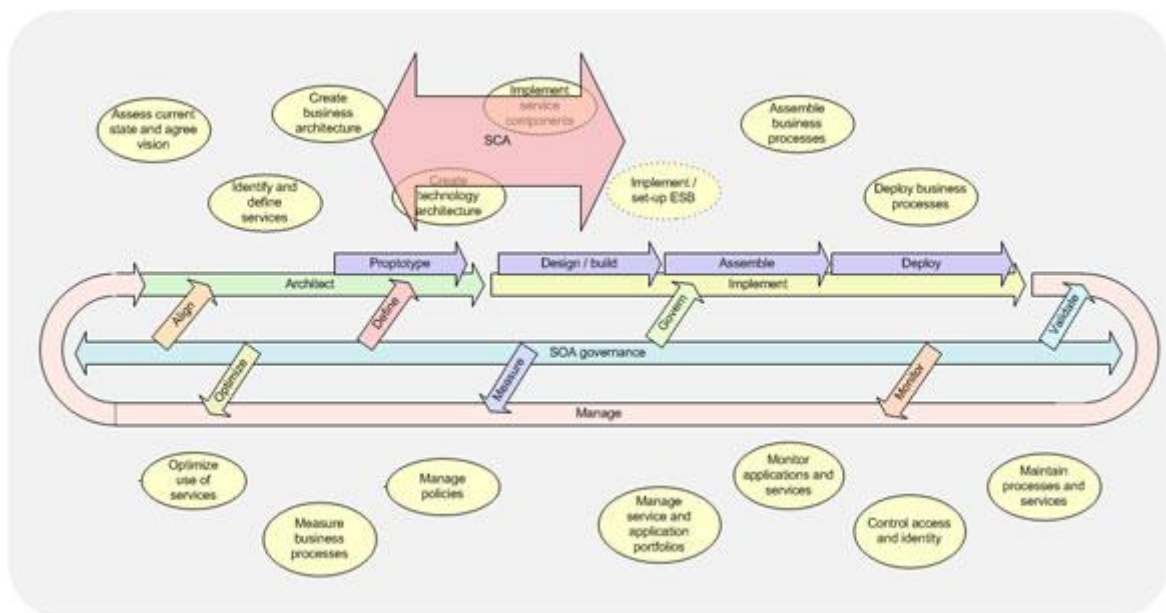 Assess current
state and agree
vision
Create
business
architecture
Implement
service
components
SCA
Assemble
business
processes
Identify and
define
services
Create
technology
architecture
Implement /
set-up ESB
Deploy business
processes
Proptotype
Design / build
Assemble
Deploy
Architect
Implement
Align
Define
Govern
Validate
SOA governance
Optimize
Measure
Monitor
Manage
Optimize
use of
services
Manage
policies
Monitor
applications and
services
Maintain
processes and
services
Measure
business
processes
Manage
service and
application
portfolios
Control access
and identity